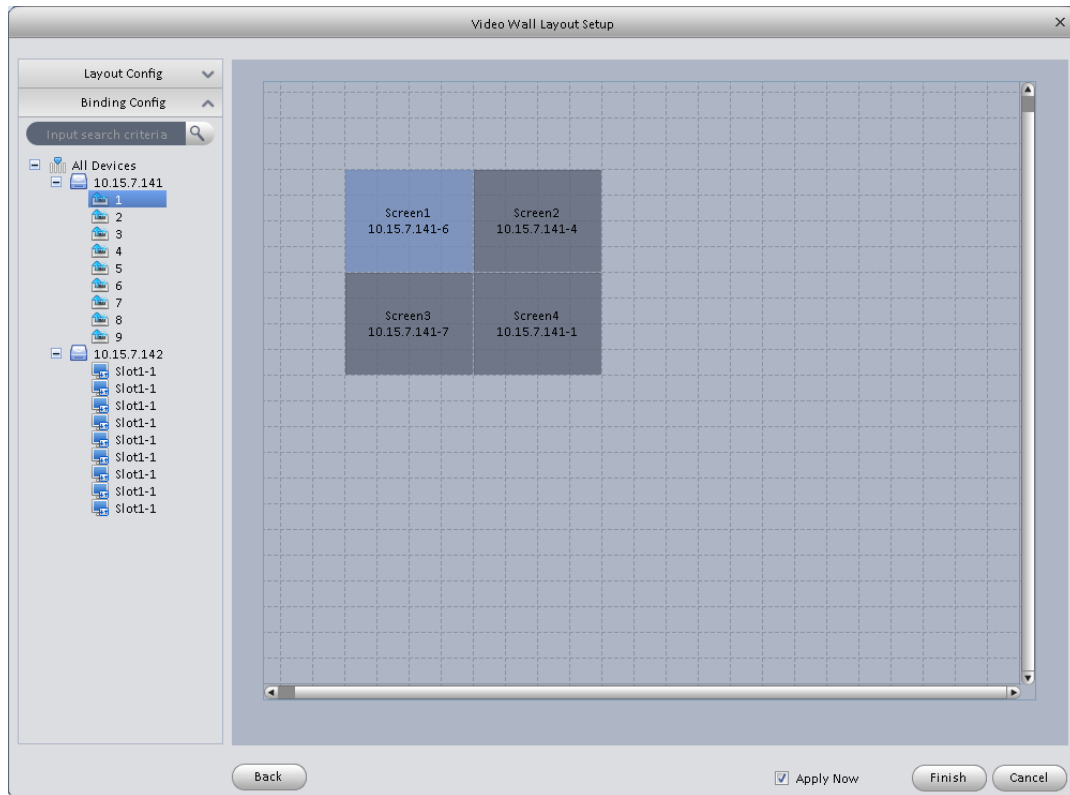 Video Wall Layout Setup
Layout Config
Binding Config
Input search criteria
All Devices
10.15.7.141
1
2
3
4
5
6
7
8
9
10.15.7.142
Slot1-1
Slot1-1
Slot1-1
Slot1-1
Slot1-1
Slot1-1
Slot1-1
Slot1-1
Slot1-1
Screen1
10.15.7.141-6
Screen2
10.15.7.141-4
Screen3
10.15.7.141-7
Screen4
10.15.7.141-1
Back
Apply Now
Finish
Cancel